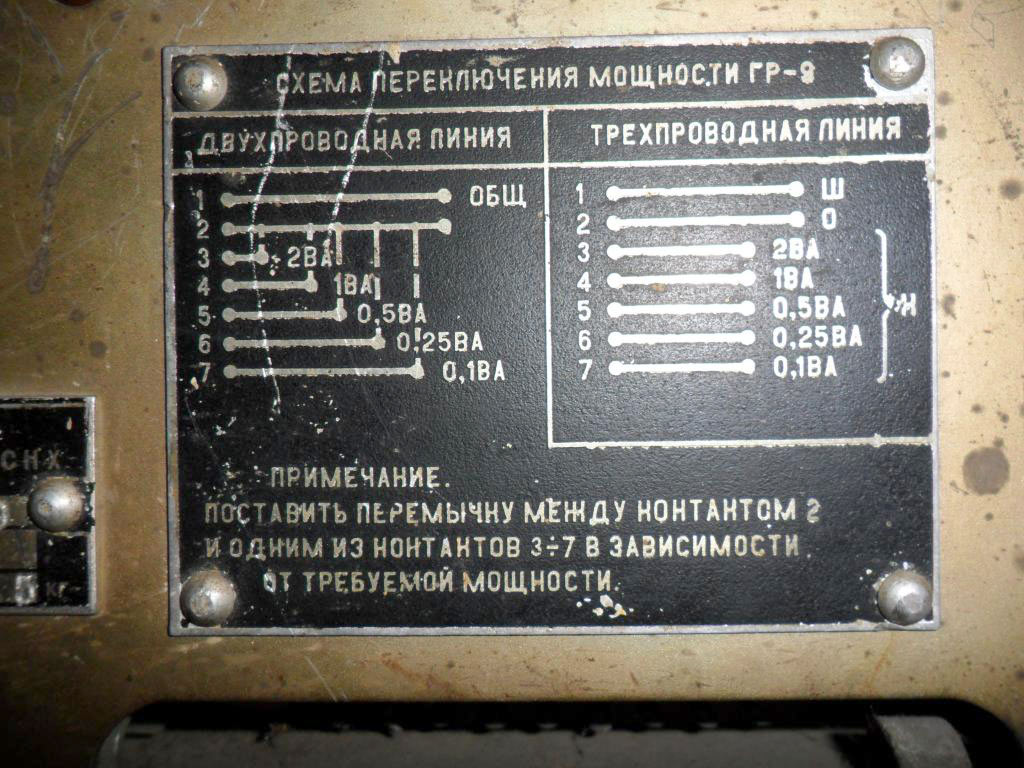 СХЕМА ПЕРЕКЛЮЧЕНИЯ МОЩНОСТИ ГР-8
ДВУХПРОВОДНАЯ ЛИНИЯ
1 ОБЩ
2
3 2ВА
4 1ВА
5 0,5ВА
6 0,25ВА
7 0,1ВА
ТРЕХПРОВОДНАЯ ЛИНИЯ
1 Ш
2 О
3 2ВА
4 1ВА
5 0,5ВА
6 0,25ВА
7 0,1ВА
ПРИМЕЧАНИЕ.
ПОСТАВИТЬ ПЕРЕМЫЧКУ МЕЖДУ КОНТАКТОМ 2
И ОДНИМ ИЗ КОНТАКТОВ 3÷7 В ЗАВИСИМОСТИ
ОТ ТРЕБУЕМОЙ МОЩНОСТИ.
СНХ
кг